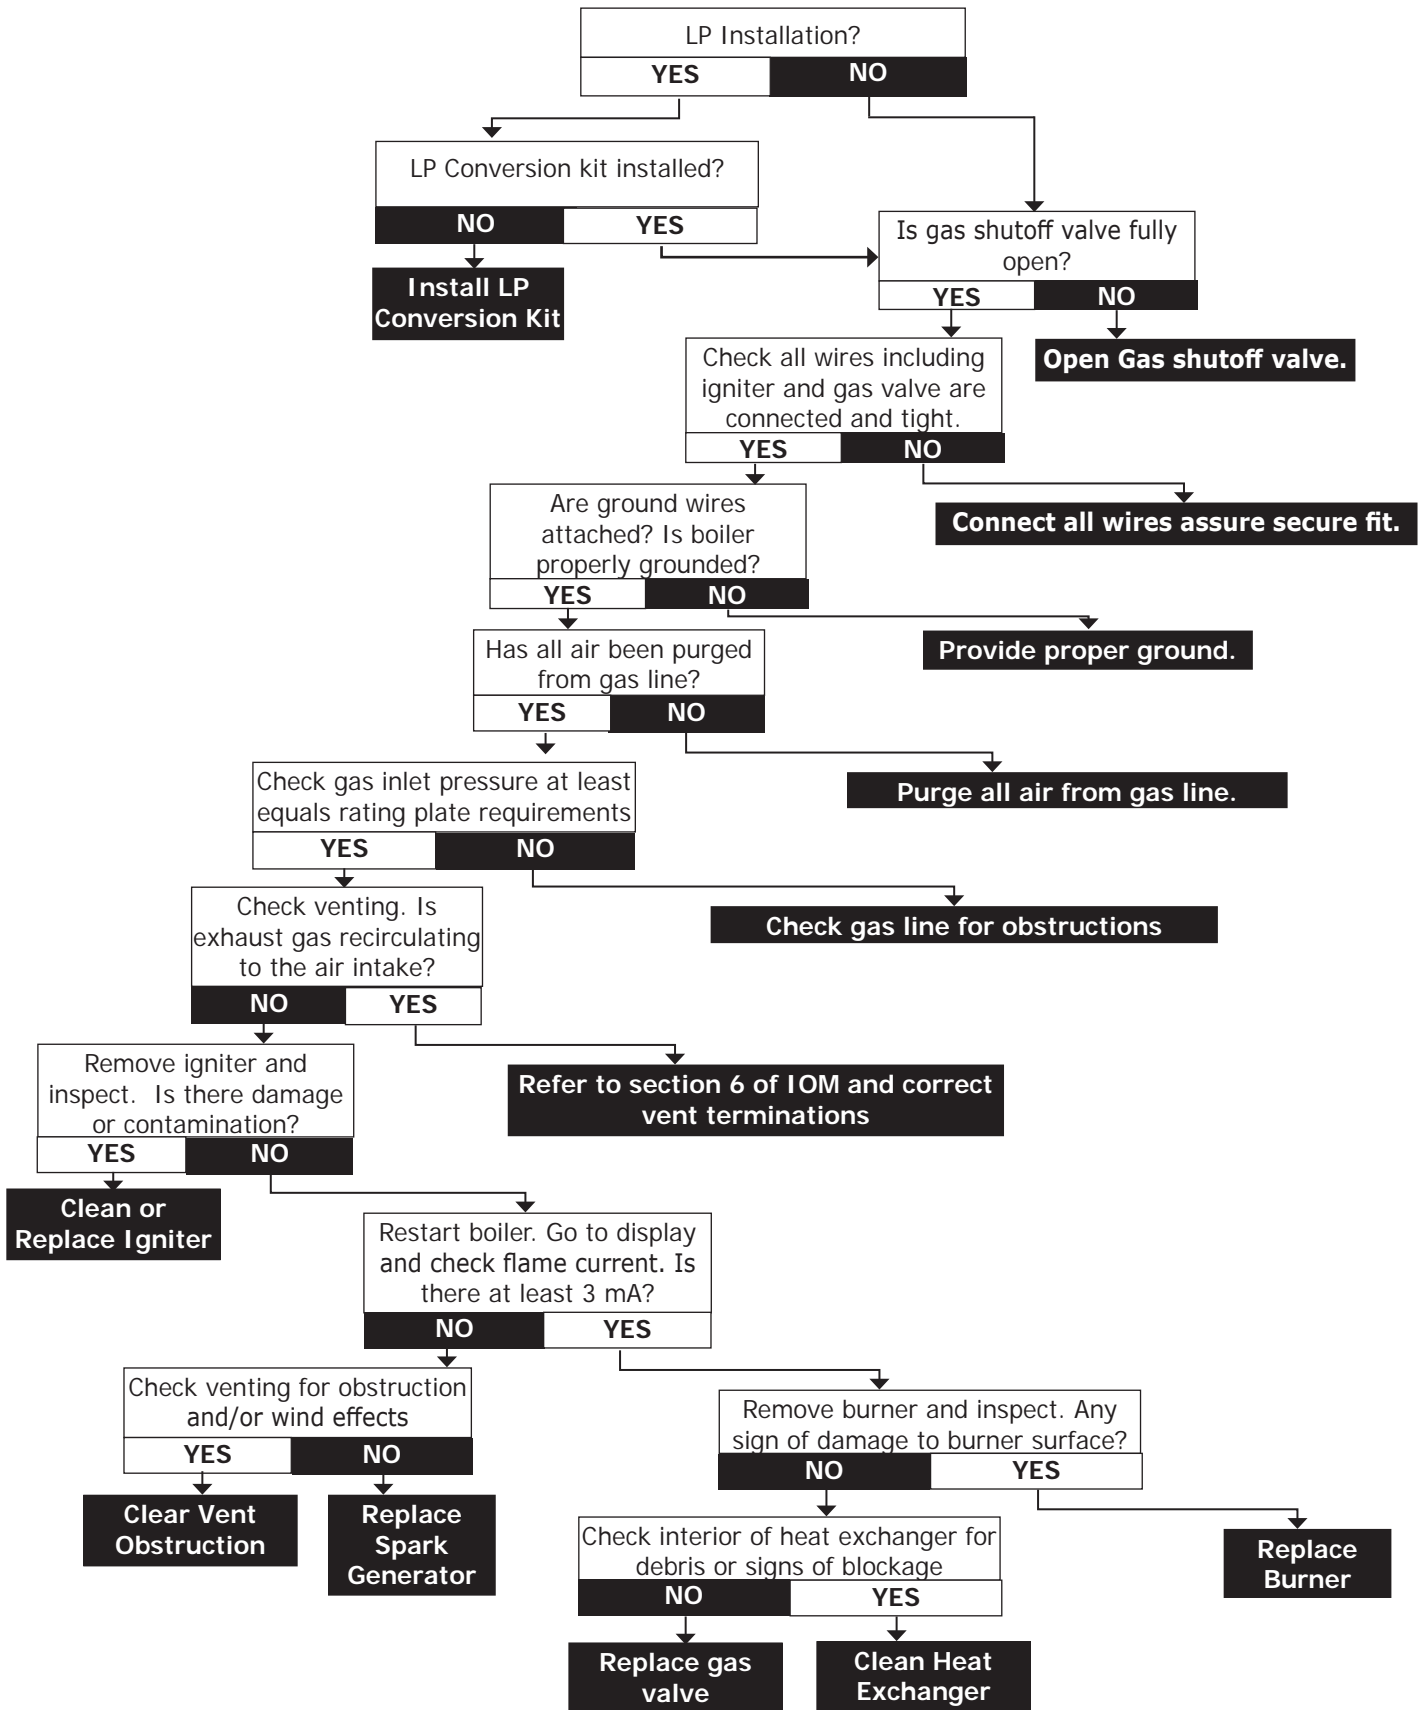 LP Installation?
YES
NO
LP Conversion kit installed?
NO
YES
Install LP
Conversion Kit
Is gas shutoff valve fully
open?
YES
NO
Open Gas shutoff valve.
Check all wires including
igniter and gas valve are
connected and tight.
YES
NO
Connect all wires assure secure fit.
Are ground wires
attached? Is boiler
properly grounded?
YES
NO
Provide proper ground.
Has all air been purged
from gas line?
YES
NO
Purge all air from gas line.
Check gas inlet pressure at least
equals rating plate requirements
YES
NO
Check gas line for obstructions
Check venting. Is
exhaust gas recirculating
to the air intake?
NO
YES
Refer to section 6 of IOM and correct
vent terminations
Remove igniter and
inspect.  Is there damage
or contamination?
YES
NO
Clean or
Replace Igniter
Restart boiler. Go to display
and check flame current. Is
there at least 3 mA?
NO
YES
Check venting for obstruction
and/or wind effects
YES
NO
Clear Vent
Obstruction
Replace
Spark
Generator
Remove burner and inspect. Any
sign of damage to burner surface?
NO
YES
Replace
Burner
Check interior of heat exchanger for
debris or signs of blockage
NO
YES
Replace gas
valve
Clean Heat
Exchanger